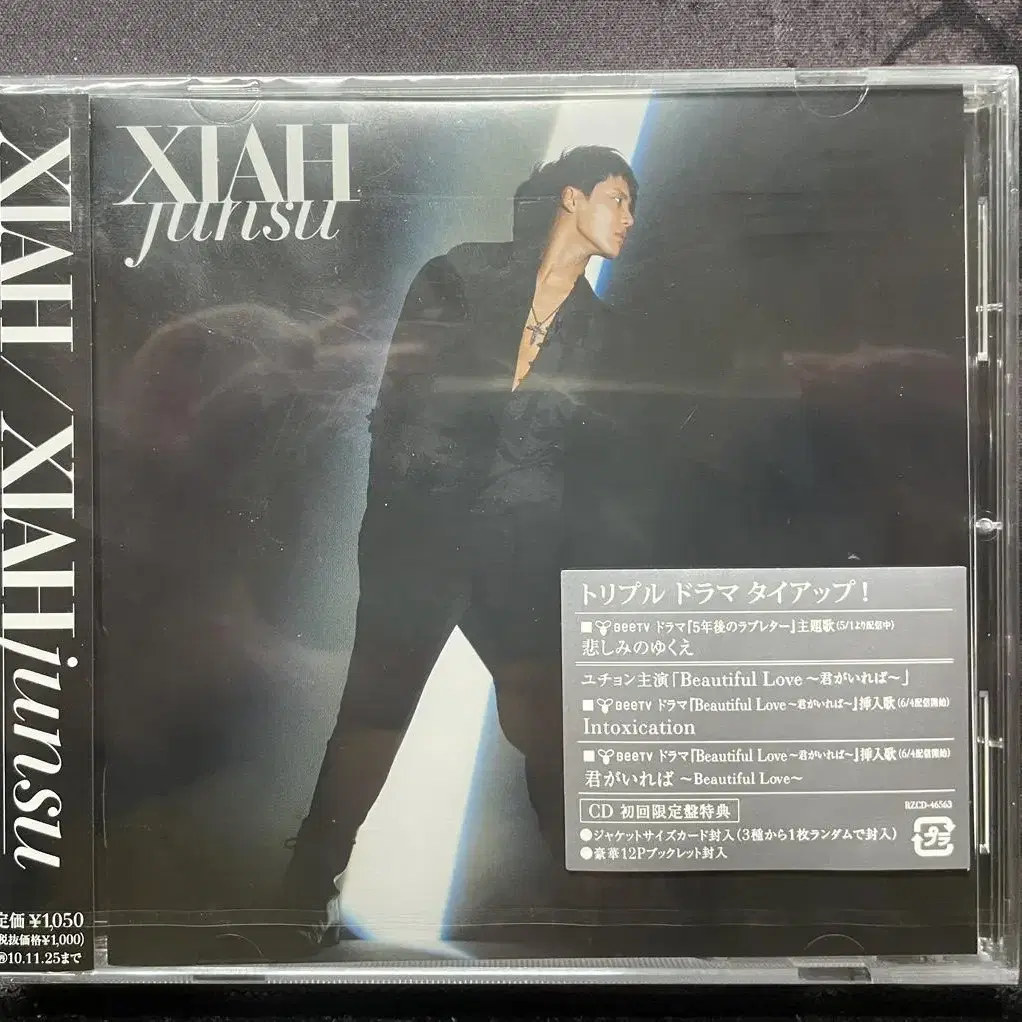 XIAH / XIAH junsu
定価¥1,050
税抜価格¥1,000)
10.11.25まで
XIAH
junsu
トリプル ドラマ タイアップ!
■BeeTV ドラマ『5年後のラブレター』主題歌(5/1より配信中)
悲しみのゆくえ
ユチョン主演「Beautiful Love ～君がいれば～」
■BeeTV ドラマ『Beautiful Love ～君がいれば～』挿入歌(6/4配信開始)
Intoxication
■BeeTV ドラマ『Beautiful Love ～君がいれば～』挿入歌(6/4配信開始)
君がいれば ～Beautiful Love～
CD 初回限定盤特典
RZCD-46563
●ジャケットサイズカード封入(3種から1枚ランダムで封入)
●豪華12Pブックレット封入
プラ